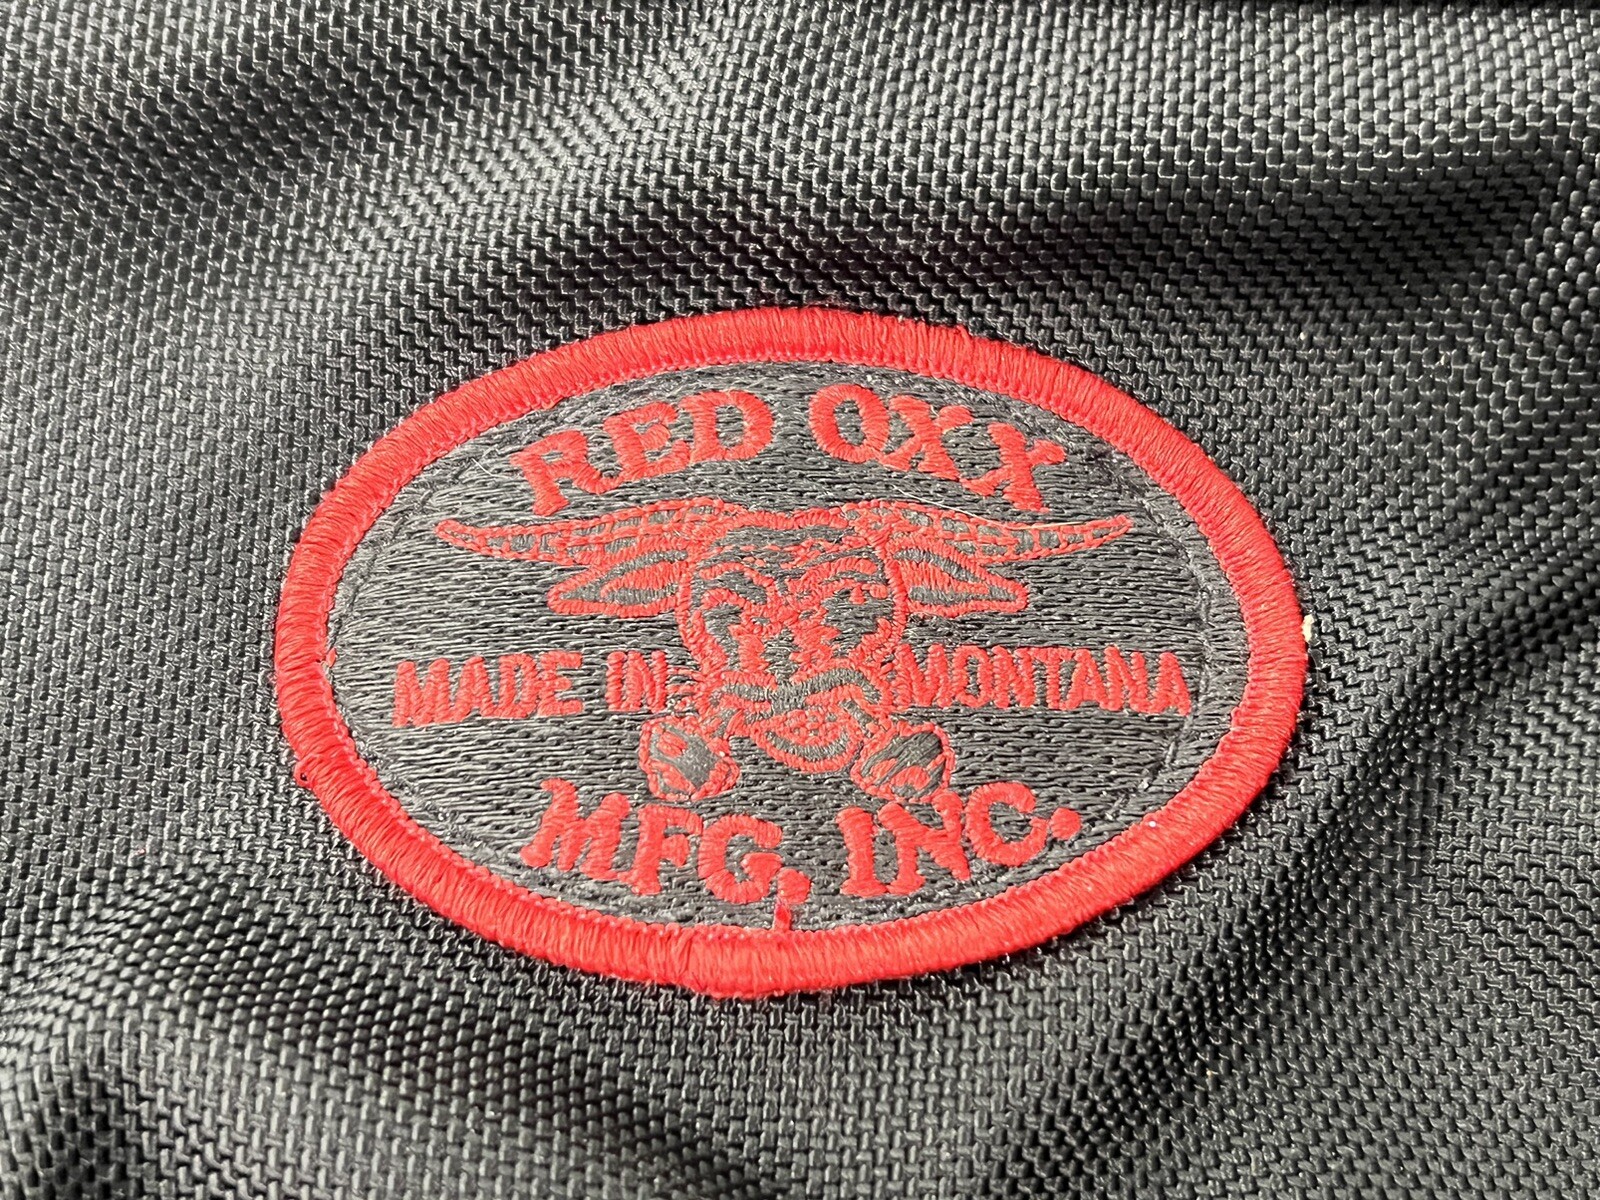 RED OXX
MADE IN MONTANA
MFG, INC.